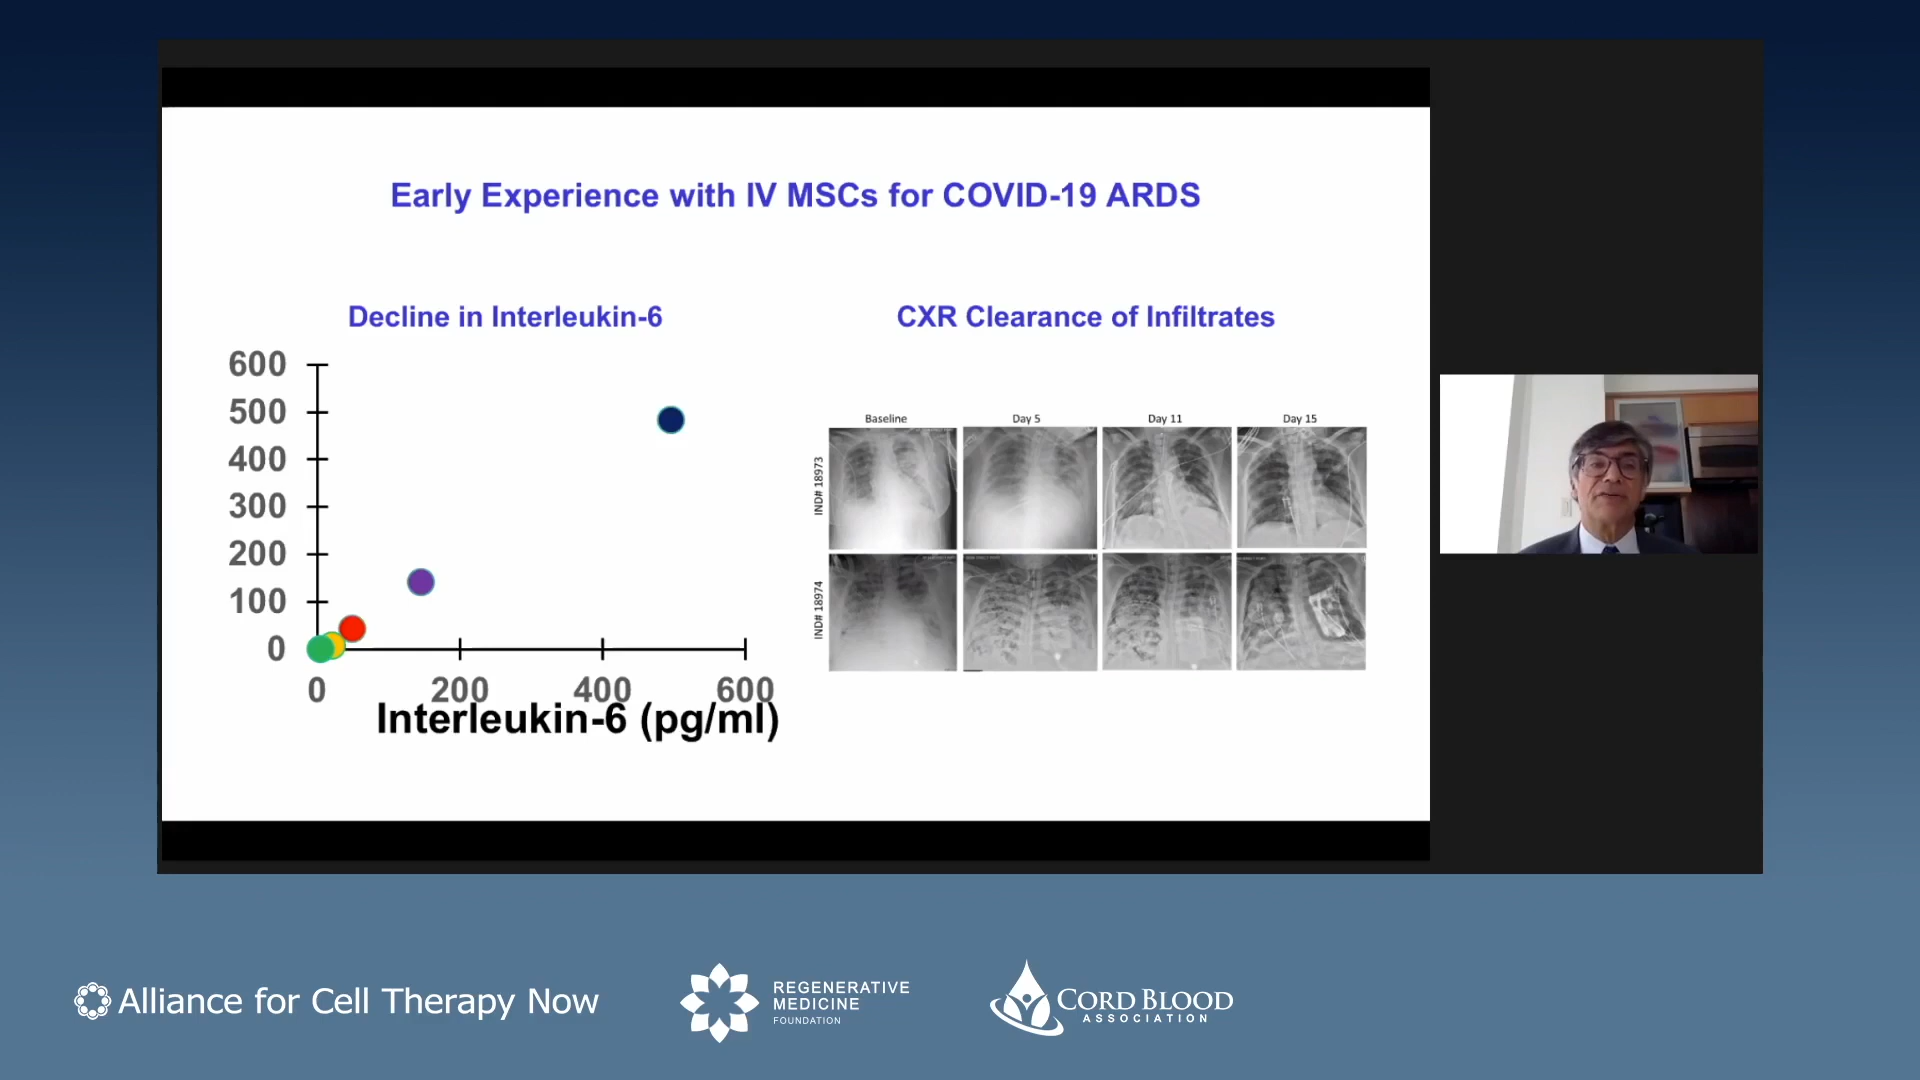 Early Experience with IV MSCs for COVID-19 ARDS
Decline in Interleukin-6
600
500
400
300
200
100
0
0 200 400 600
Interleukin-6 (pg/ml)
CXR Clearance of Infiltrates
Baseline Day 5 Day 11 Day 15
IND# 18973
IND# 18974
Alliance for Cell Therapy Now
REGENERATIVE
MEDICINE
FOUNDATION
CORD BLOOD
ASSOCIATION